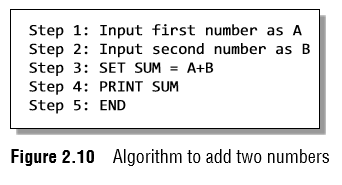 Step 1: Input first number as A
Step 2: Input second number as B
Step 3: SET SUM = A+B
Step 4: PRINT SUM
Step 5: END
Figure 2.10 Algorithm to add two numbers